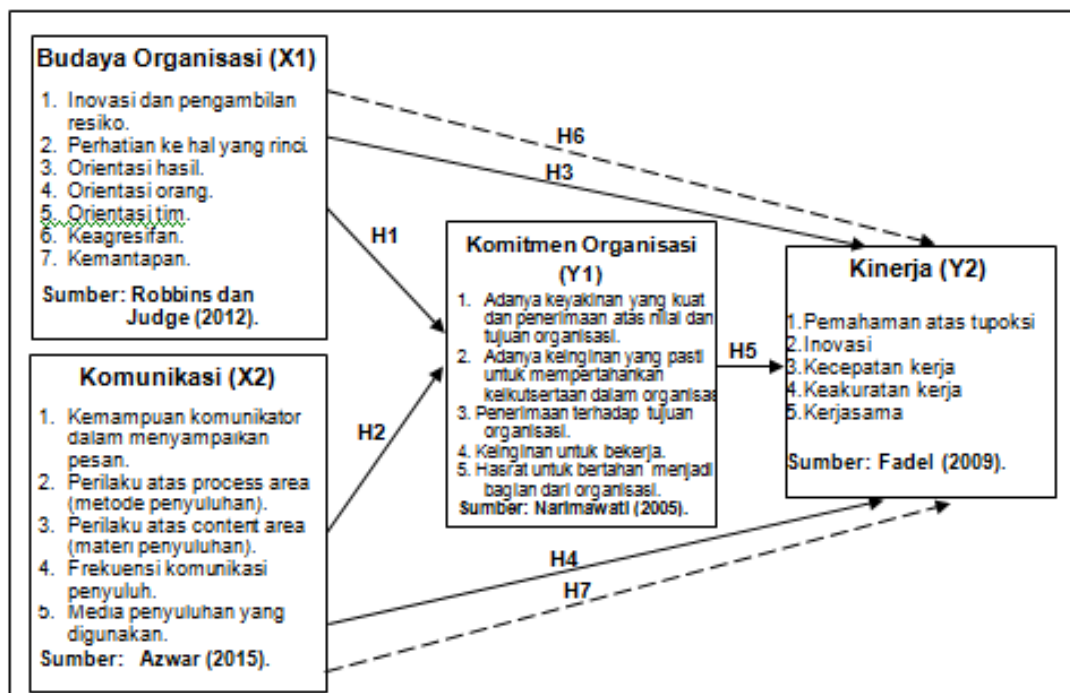 Budaya Organisasi (X1)
1. Inovasi dan pengambilan
resiko.
2. Perhatian ke hal yang rinci.
3. Orientasi hasil.
4. Orientasi orang.
5. Orientasi tim.
6. Keagresifan.
7. Kemantapan.
Sumber: Robbins dan
Judge (2012).
Komunikasi (X2)
1. Kemampuan komunikator
dalam menyampaikan
pesan.
2. Perilaku atas process area
(metode penyuluhan).
3. Perilaku atas content area
(materi penyuluhan).
4. Frekuensi komunikasi
penyuluh.
5. Media penyuluhan yang
digunakan.
Sumber: Azwar (2015).
H1
H2
H6
H3
Komitmen Organisasi
(Y1)
1. Adanya keyakinan yang kuat
dan penerimaan atas nilai dan
tujuan organisasi.
2. Adanya keinginan yang pasti
untuk mempertahankan
keikutsertaan dalam organisas
3. Penerimaan terhadap tujuan
organisasi.
4. Keinginan untuk bekerja.
5. Hasrat untuk bertahan menjadi
bagian dari organisasi.
Sumber: Narimawati (2005).
H5
H4
H7
Kinerja (Y2)
1.Pemahaman atas tupoksi
2.Inovasi
3.Kecepatan kerja
4.Keakuratan kerja
5.Kerjasama
Sumber: Fadel (2009).